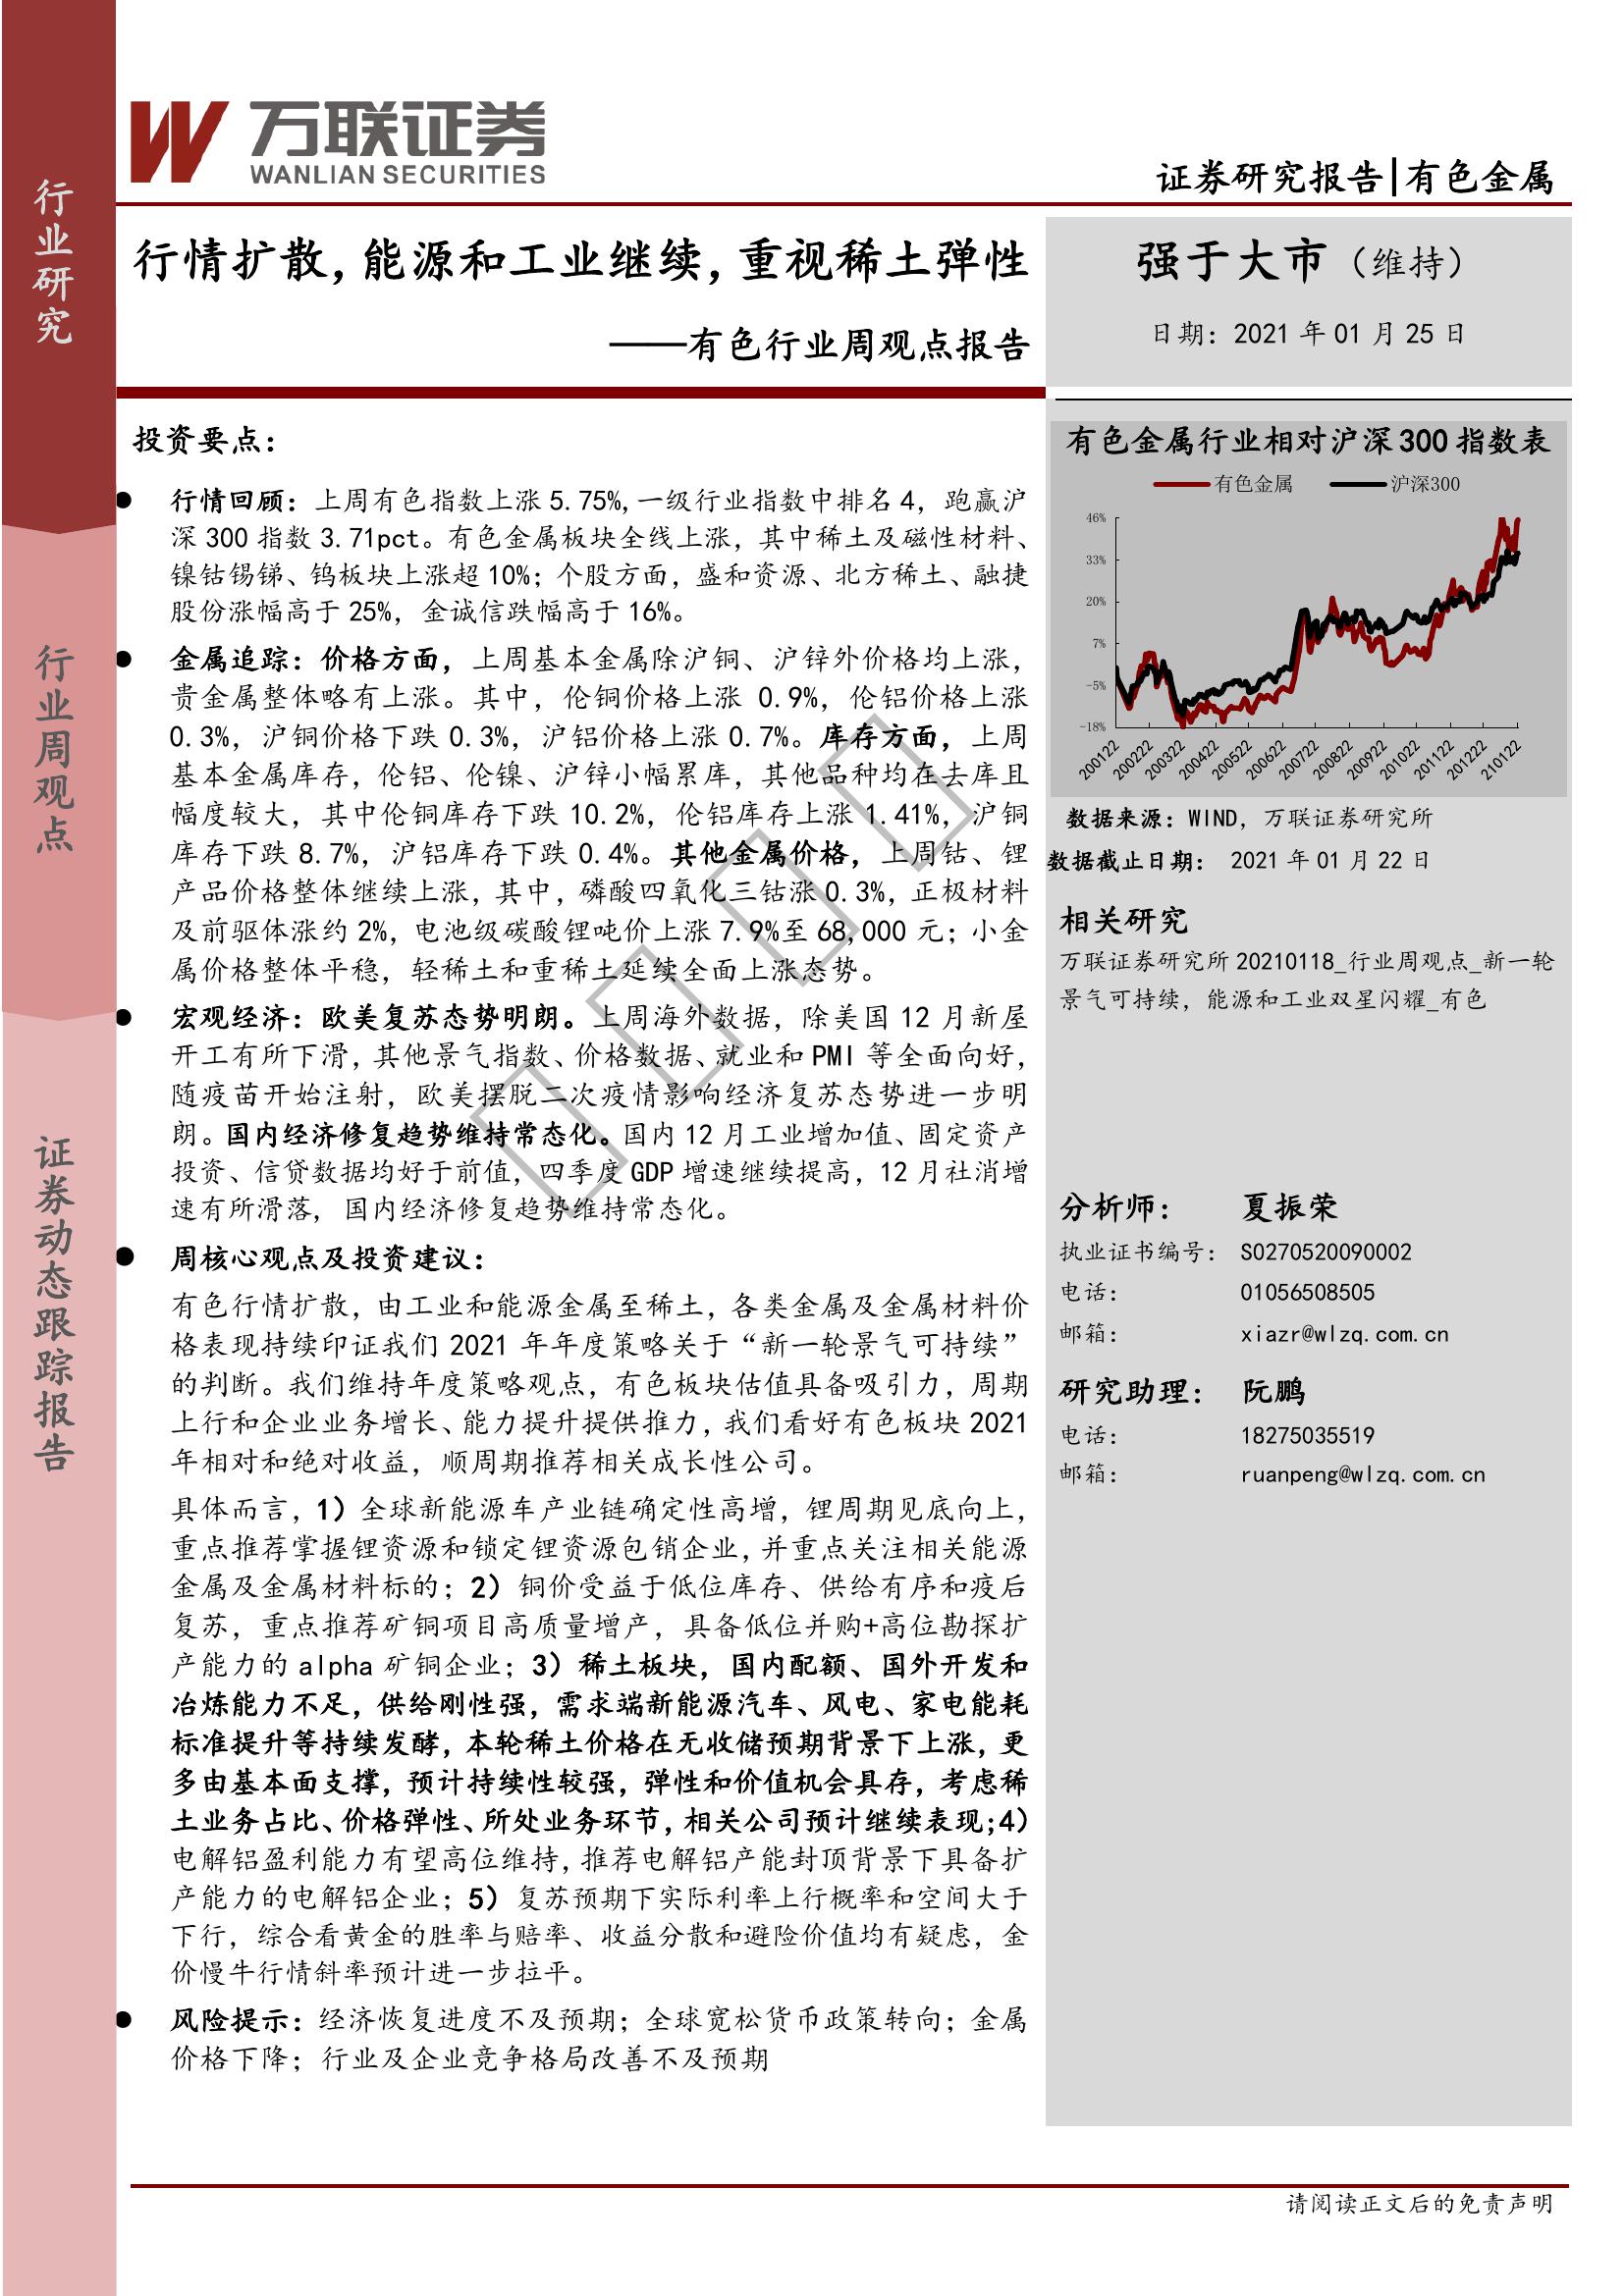 行业研究
行业周观点
证券动态跟踪报告
万联证券
WANLIAN SECURITIES
证券研究报告|有色金属
行情扩散,能源和工业继续,重视稀土弹性
——有色行业周观点报告
强于大市（维持）
日期：2021 年 01 月 25 日
投资要点：
行情回顾：上周有色指数上涨 5.75%,一级行业指数中排名 4，跑赢沪
深 300 指数 3.71pct。有色金属板块全线上涨，其中稀土及磁性材料、
镍钴锡锑、钨板块上涨超 10%；个股方面，盛和资源、北方稀土、融捷
股份涨幅高于 25%，金诚信跌幅高于 16%。
金属追踪：价格方面，上周基本金属除沪铜、沪锌外价格均上涨，
贵金属整体略有上涨。其中，伦铜价格上涨 0.9%，伦铝价格上涨
0.3%，沪铜价格下跌 0.3%，沪铝价格上涨 0.7%。库存方面，上周
基本金属库存，伦铝、伦镍、沪锌小幅累库，其他品种均在去库且
幅度较大，其中伦铜库存下跌 10.2%，伦铝库存上涨 1.41%，沪铜
库存下跌 8.7%，沪铝库存下跌 0.4%。其他金属价格，上周钴、锂
产品价格整体继续上涨，其中，磷酸四氧化三钴涨 0.3%，正极材料
及前驱体涨约 2%，电池级碳酸锂吨价上涨 7.9%至 68,000 元；小金
属价格整体平稳，轻稀土和重稀土延续全面上涨态势。
宏观经济：欧美复苏态势明朗。上周海外数据，除美国 12 月新屋
开工有所下滑，其他景气指数、价格数据、就业和 PMI 等全面向好，
随疫苗开始注射，欧美摆脱二次疫情影响经济复苏态势进一步明
朗。国内经济修复趋势维持常态化。国内 12 月工业增加值、固定资产
投资、信贷数据均好于前值，四季度 GDP 增速继续提高，12 月社消增
速有所滑落，国内经济修复趋势维持常态化。
周核心观点及投资建议：
有色行情扩散，由工业和能源金属至稀土，各类金属及金属材料价
格表现持续印证我们 2021 年年度策略关于“新一轮景气可持续”
的判断。我们维持年度策略观点，有色板块估值具备吸引力，周期
上行和企业业务增长、能力提升提供推力，我们看好有色板块 2021
年相对和绝对收益，顺周期推荐相关成长性公司。
具体而言，1）全球新能源车产业链确定性高增，锂周期见底向上，
重点推荐掌握锂资源和锁定锂资源包销企业，并重点关注相关能源
金属及金属材料标的；2）铜价受益于低位库存、供给有序和疫后
复苏，重点推荐矿铜项目高质量增产，具备低位并购+高位勘探扩
产能力的 alpha 矿铜企业；3）稀土板块，国内配额、国外开发和
冶炼能力不足，供给刚性强，需求端新能源汽车、风电、家电能耗
标准提升等持续发酵，本轮稀土价格在无收储预期背景下上涨，更
多由基本面支撑，预计持续性较强，弹性和价值机会具存，考虑稀
土业务占比、价格弹性、所处业务环节，相关公司预计继续表现;4）
电解铝盈利能力有望高位维持，推荐电解铝产能封顶背景下具备扩
产能力的电解铝企业；5）复苏预期下实际利率上行概率和空间大于
下行，综合看黄金的胜率与赔率、收益分散和避险价值均有疑虑，金
价慢牛行情斜率预计进一步拉平。
风险提示：经济恢复进度不及预期；全球宽松货币政策转向；金属
价格下降；行业及企业竞争格局改善不及预期
有色金属行业相对沪深 300 指数表
有色金属 沪深300
46%
33%
20%
7%
-5%
-18%
200122 200222 200322 200422 200522 200622 200722 200822 200922 201022 201122 201222 210122
数据来源：WIND，万联证券研究所
数据截止日期： 2021 年 01 月 22 日
相关研究
万联证券研究所 20210118_行业周观点_新一轮
景气可持续，能源和工业双星闪耀_有色
分析师： 夏振荣
执业证书编号： S0270520090002
电话： 01056508505
邮箱： xiazr@wlzq.com.cn
研究助理： 阮鹏
电话： 18275035519
邮箱： ruanpeng@wlzq.com.cn
请阅读正文后的免责声明